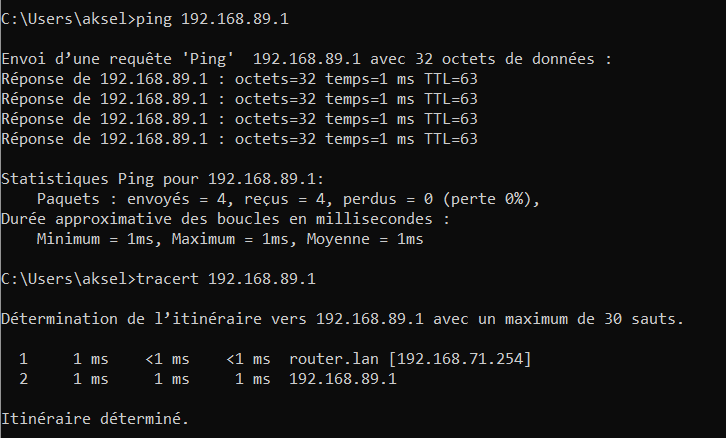 C:\Users\aksel>ping 192.168.89.1
Envoi d’une requête 'Ping'  192.168.89.1 avec 32 octets de données :
Réponse de 192.168.89.1 : octets=32 temps=1 ms TTL=63
Réponse de 192.168.89.1 : octets=32 temps=1 ms TTL=63
Réponse de 192.168.89.1 : octets=32 temps=1 ms TTL=63
Réponse de 192.168.89.1 : octets=32 temps=1 ms TTL=63
Statistiques Ping pour 192.168.89.1:
    Paquets : envoyés = 4, reçus = 4, perdus = 0 (perte 0%),
Durée approximative des boucles en millisecondes :
    Minimum = 1ms, Maximum = 1ms, Moyenne = 1ms
C:\Users\aksel>tracert 192.168.89.1
Détermination de l’itinéraire vers 192.168.89.1 avec un maximum de 30 sauts.
  1     1 ms    <1 ms    <1 ms  router.lan [192.168.71.254]
  2     1 ms     1 ms     1 ms  192.168.89.1
Itinéraire déterminé.